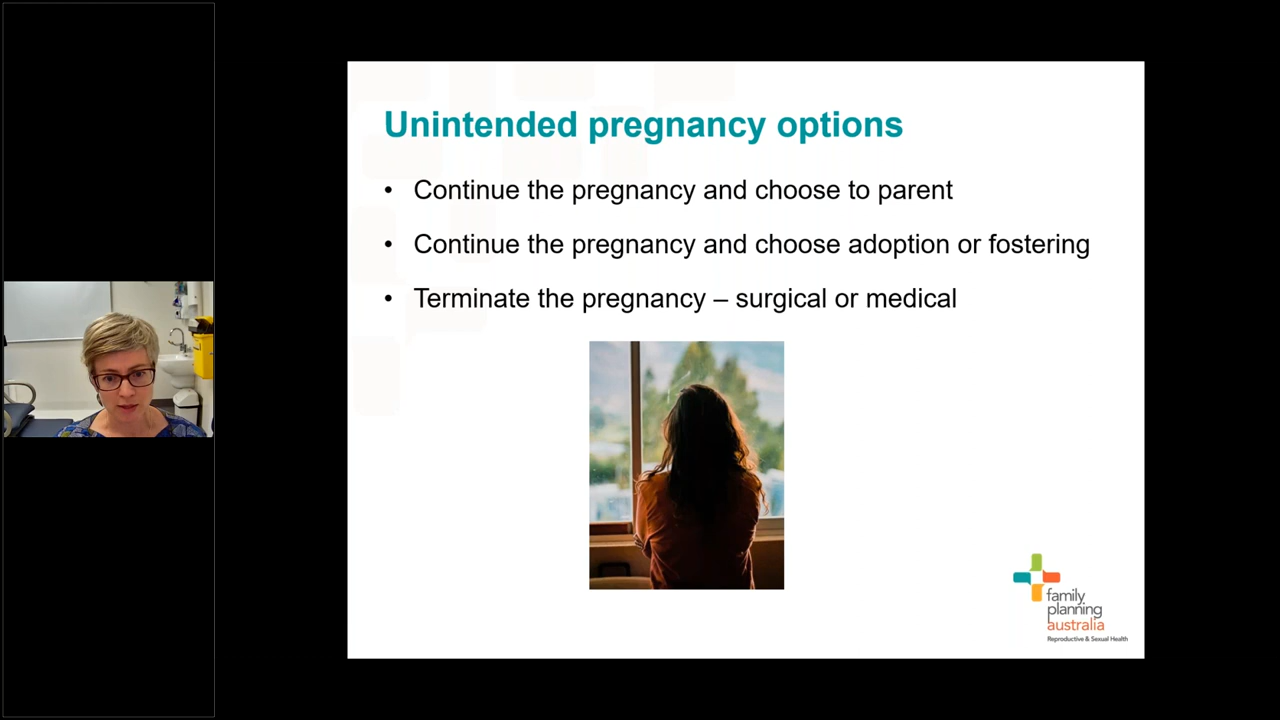 Unintended pregnancy options
• Continue the pregnancy and choose to parent
• Continue the pregnancy and choose adoption or fostering
• Terminate the pregnancy – surgical or medical
family
planning
australia
Reproductive & Sexual Health